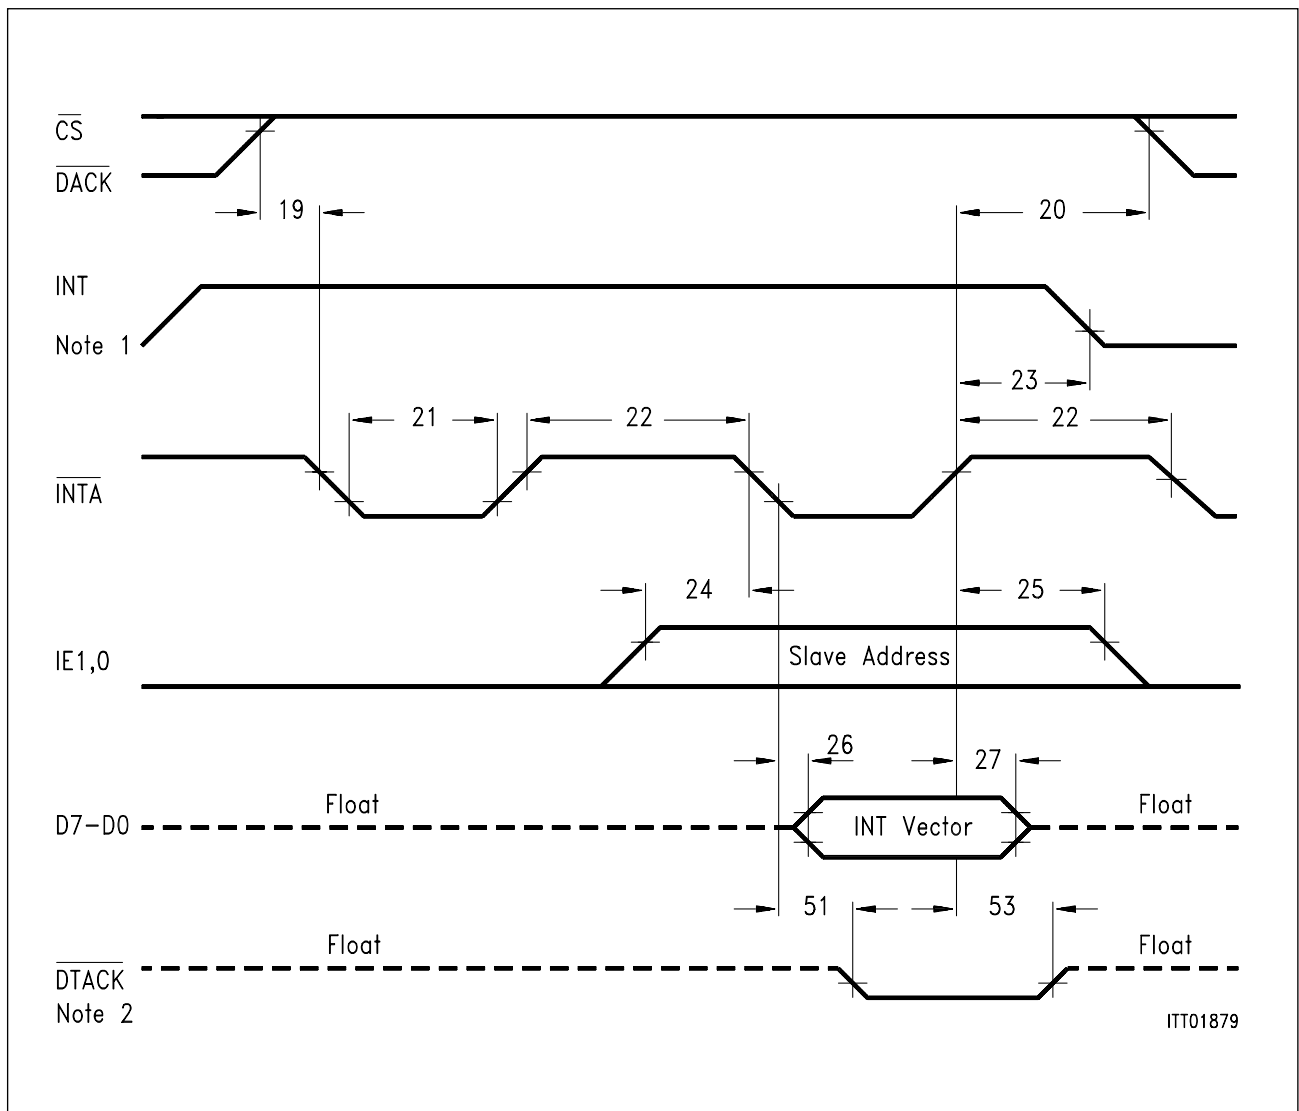 CS
DACK
19
20
INT
Note 1
23
21
22
22
INTA
24
25
IE1,0
Slave Address
26
27
Float
Float
D7-D0
INT Vector
51
53
Float
Float
DTACK
Note 2
ITT01879